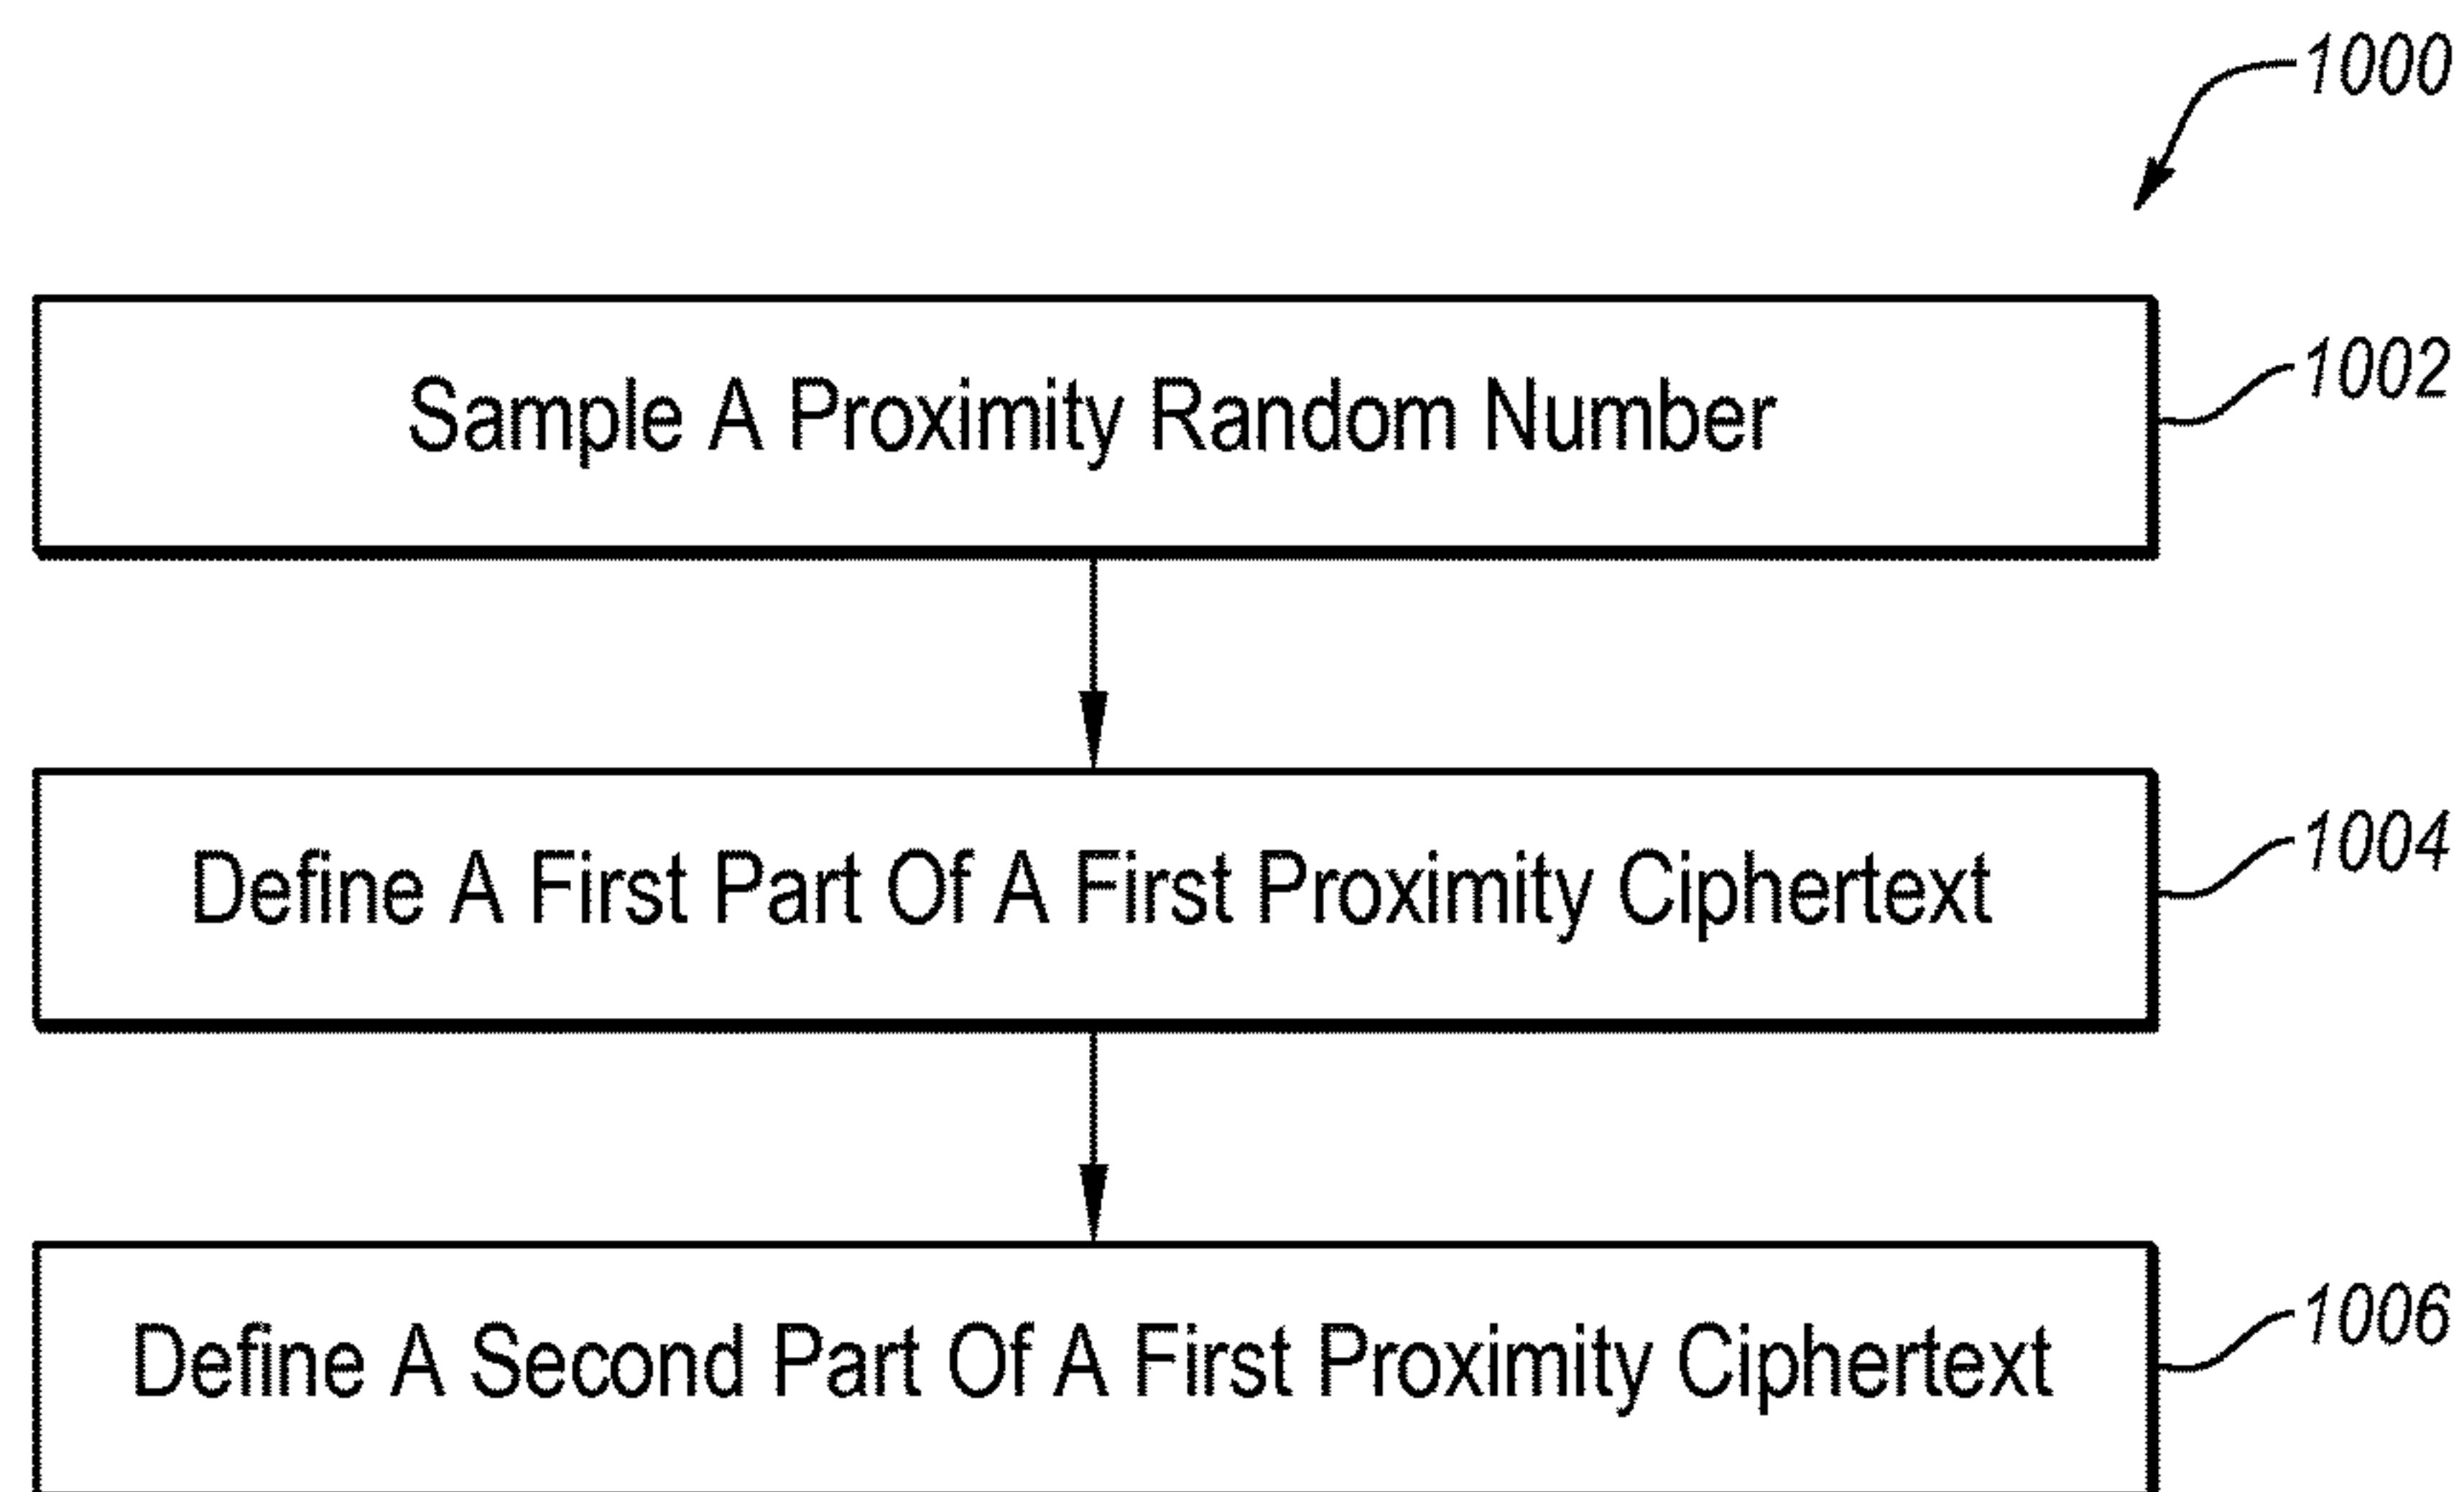 1000
Sample A Proximity Random Number
1002
Define A First Part Of A First Proximity Ciphertext
1004
Define A Second Part Of A First Proximity Ciphertext
1006